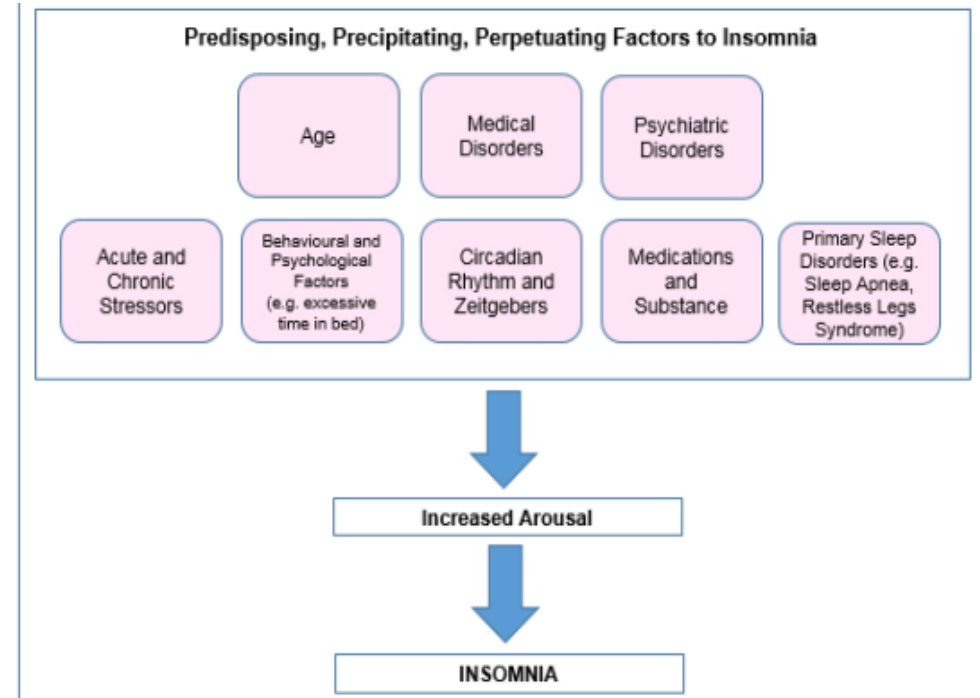 Predisposing, Precipitating, Perpetuating Factors to Insomnia
Age
Medical
Disorders
Psychiatric
Disorders
Acute and
Chronic
Stressors
Behavioural and
Psychological
Factors
(e.g. excessive
time in bed)
Circadian
Rhythm and
Zeitgebers
Medications
and
Substance
Primary Sleep
Disorders (e.g.
Sleep Apnea,
Restless Legs
Syndrome)
Increased Arousal
INSOMNIA